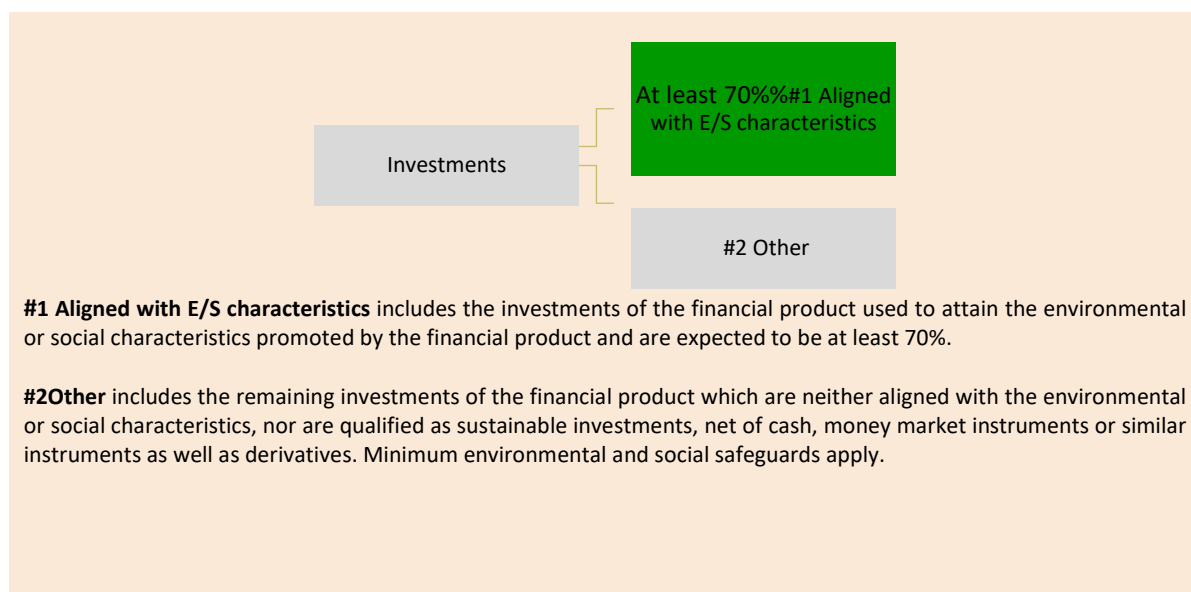 At least 70%%#1 Aligned
with E/S characteristics
Investments
#2 Other
#1 Aligned with E/S characteristics includes the investments of the financial product used to attain the environmental
or social characteristics promoted by the financial product and are expected to be at least 70%.
#2Other includes the remaining investments of the financial product which are neither aligned with the environmental
or social characteristics, nor are qualified as sustainable investments, net of cash, money market instruments or similar
instruments as well as derivatives. Minimum environmental and social safeguards apply.